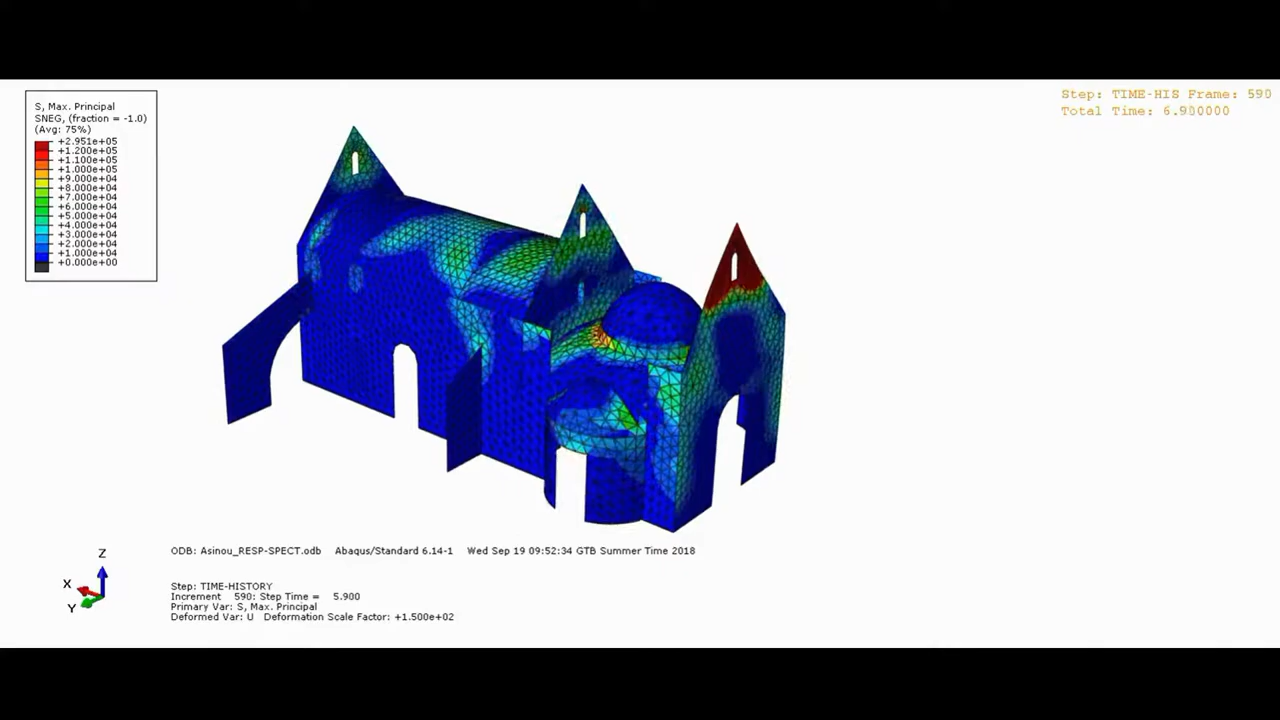 S, Max. Principal
SNEG, (fraction = -1.0)
(Avg: 75%)
+2.951e+05
+1.200e+05
+1.100e+05
+1.000e+05
+9.000e+04
+8.000e+04
+7.000e+04
+6.000e+04
+5.000e+04
+4.000e+04
+3.000e+04
+2.000e+04
+1.000e+04
+0.000e+00
Step: TIME-HIS Frame: 590
Total Time: 6.900000
Z
X
Y
ODB: Asinou_RESP-SPECT.odb Abaqus/Standard 6.14-1 Wed Sep 19 09:52:34 GTB Summer Time 2018
Step: TIME-HISTORY
Increment 590: Step Time = 5.900
Primary Var: S, Max. Principal
Deformed Var: U Deformation Scale Factor: +1.500e+02